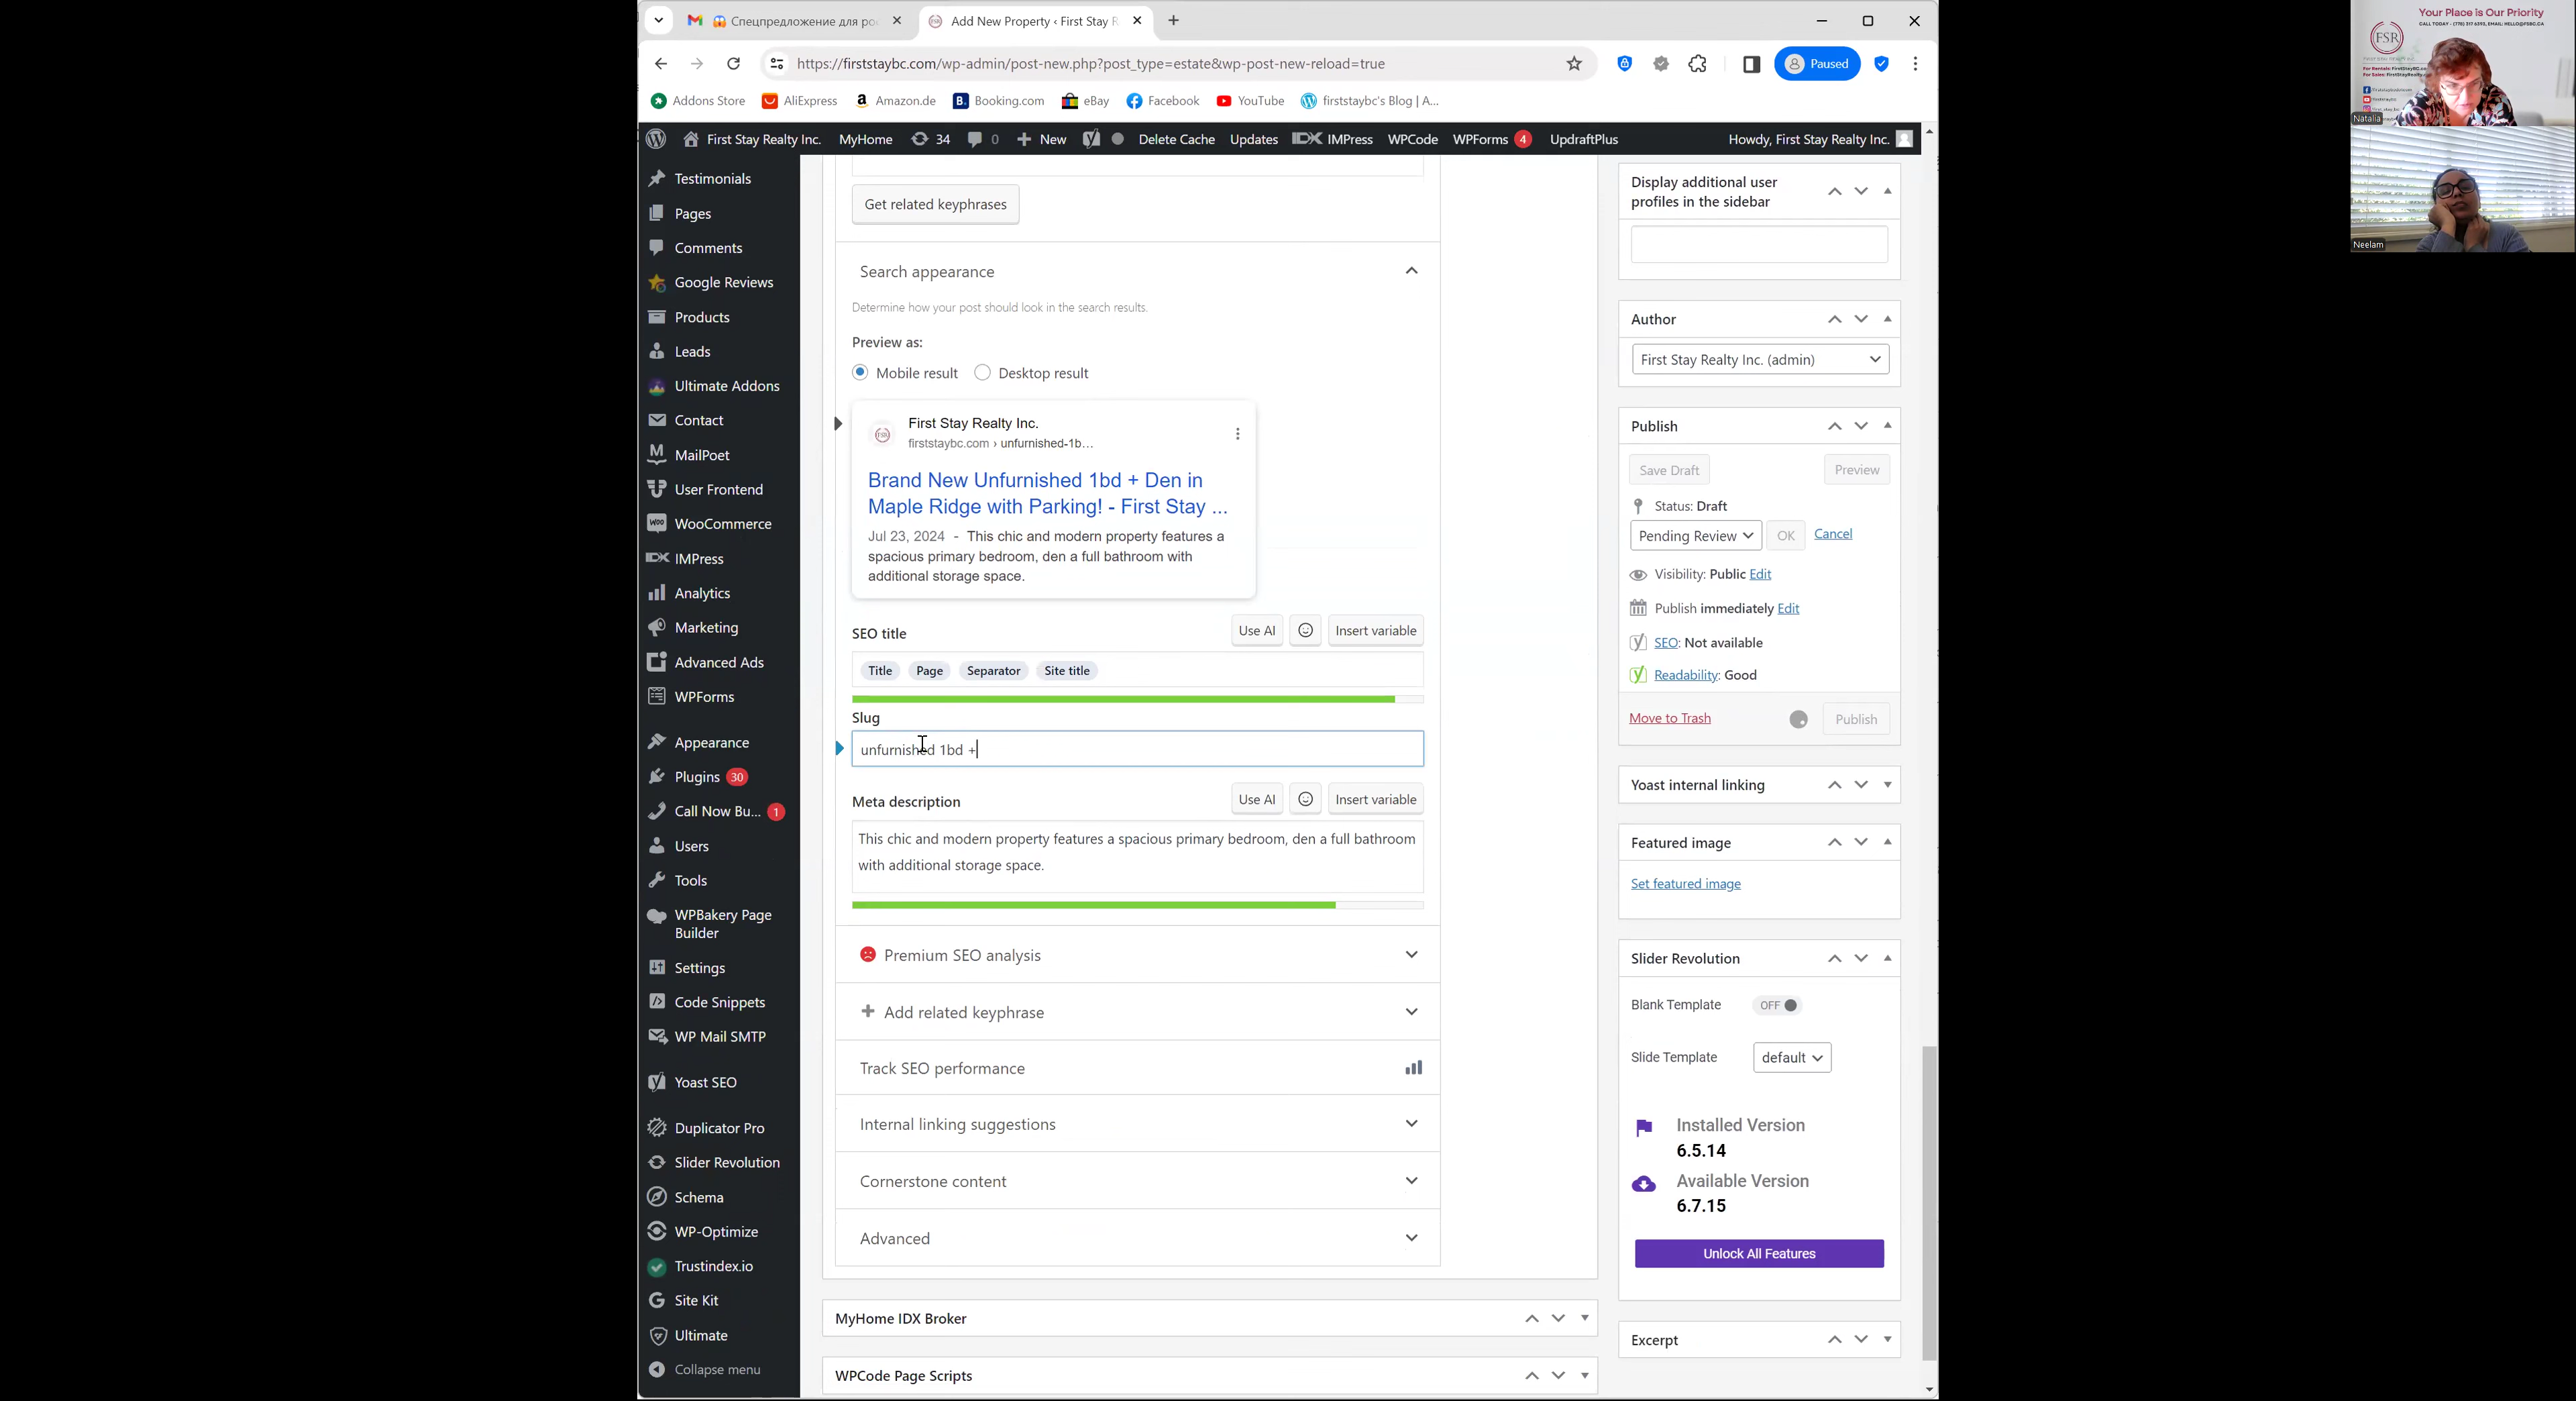 Спецпредложение для ро
Add New Property ‹ First Stay R
https://firststaybc.com/wp-admin/post-new.php?post_type=estate&wp-post-new-reload=true
Paused
Addons Store
AliExpress
Amazon.de
Booking.com
eBay
Facebook
YouTube
firststaybc's Blog | A...
First Stay Realty Inc.
MyHome
34
0
New
Delete Cache
Updates
IMPress
WPCode
WPForms 4
UpdraftPlus
Howdy, First Stay Realty Inc.
Testimonials
Pages
Comments
Google Reviews
Products
Leads
Ultimate Addons
Contact
MailPoet
User Frontend
WooCommerce
IMPress
Analytics
Marketing
Advanced Ads
WPForms
Appearance
Plugins 30
Call Now Bu... 1
Users
Tools
WPBakery Page
Builder
Settings
Code Snippets
WP Mail SMTP
Yoast SEO
Duplicator Pro
Slider Revolution
Schema
WP-Optimize
Trustindex.io
Site Kit
Ultimate
Collapse menu
Get related keyphrases
Search appearance
Determine how your post should look in the search results.
Preview as:
Mobile result
Desktop result
First Stay Realty Inc.
firststaybc.com › unfurnished-1b...
Brand New Unfurnished 1bd + Den in
Maple Ridge with Parking! - First Stay ...
Jul 23, 2024 - This chic and modern property features a
spacious primary bedroom, den a full bathroom with
additional storage space.
SEO title
Use AI
Insert variable
Title Page Separator Site title
Slug
unfurnished 1bd +
Meta description
Use AI
Insert variable
This chic and modern property features a spacious primary bedroom, den a full bathroom
with additional storage space.
Premium SEO analysis
Add related keyphrase
Track SEO performance
Internal linking suggestions
Cornerstone content
Advanced
MyHome IDX Broker
WPCode Page Scripts
Display additional user
profiles in the sidebar
Author
First Stay Realty Inc. (admin)
Publish
Save Draft
Preview
Status: Draft
Pending Review
OK
Cancel
Visibility: Public Edit
Publish immediately Edit
SEO: Not available
Readability: Good
Move to Trash
Publish
Yoast internal linking
Featured image
Set featured image
Slider Revolution
Blank Template
OFF
Slide Template
default
Installed Version
6.5.14
Available Version
6.7.15
Unlock All Features
Excerpt
Your Place is Our Priority
FSR
Natalia
Neelam